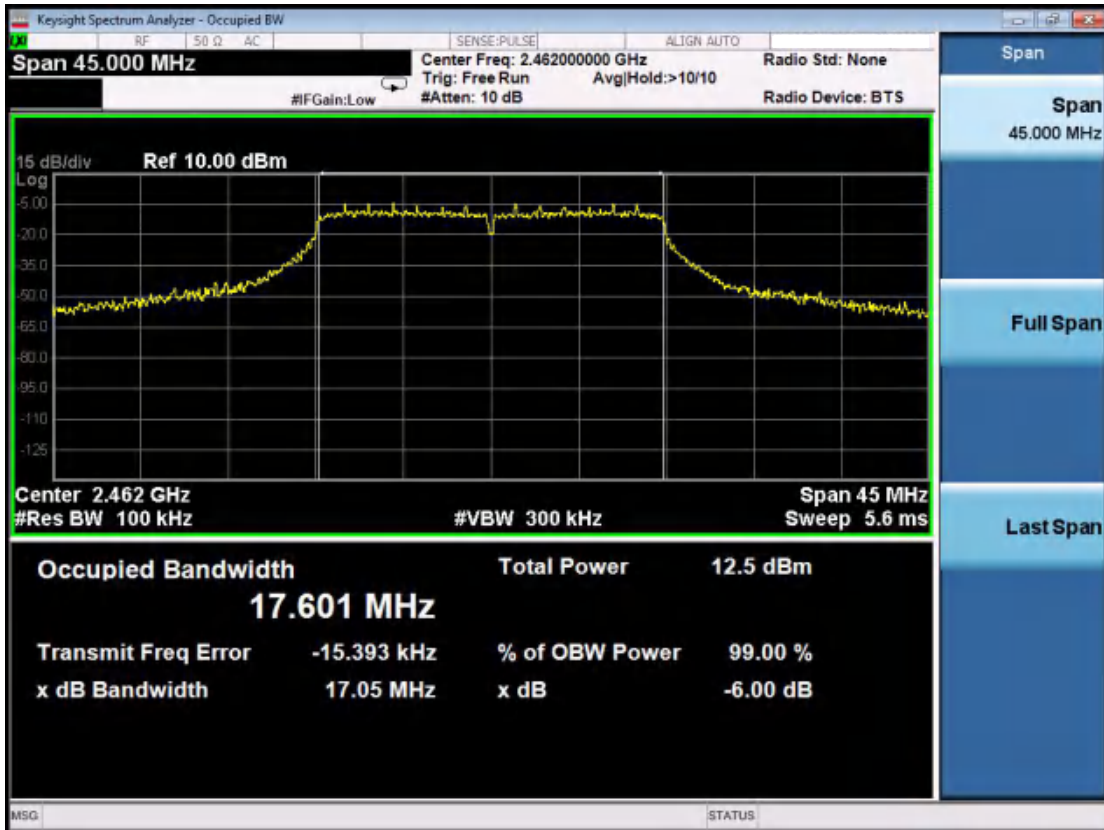 Keysight Spectrum Analyzer - Occupied BW
LXI RF 50 Ω AC SENSE:PULSE ALIGN AUTO
Span 45.000 MHz
Center Freq: 2.462000000 GHz
Radio Std: None
Trig: Free Run Avg|Hold:>10/10
#IFGain:Low #Atten: 10 dB Radio Device: BTS
15 dB/div Ref 10.00 dBm
Log
-5.00
-20.0
-35.0
-50.0
-65.0
-80.0
-95.0
-110
-125
Center 2.462 GHz Span 45 MHz
#Res BW 100 kHz #VBW 300 kHz Sweep 5.6 ms
Occupied Bandwidth Total Power 12.5 dBm
17.601 MHz
Transmit Freq Error -15.393 kHz % of OBW Power 99.00 %
x dB Bandwidth 17.05 MHz x dB -6.00 dB
MSG STATUS
Span
Span
45.000 MHz
Full Span
Last Span